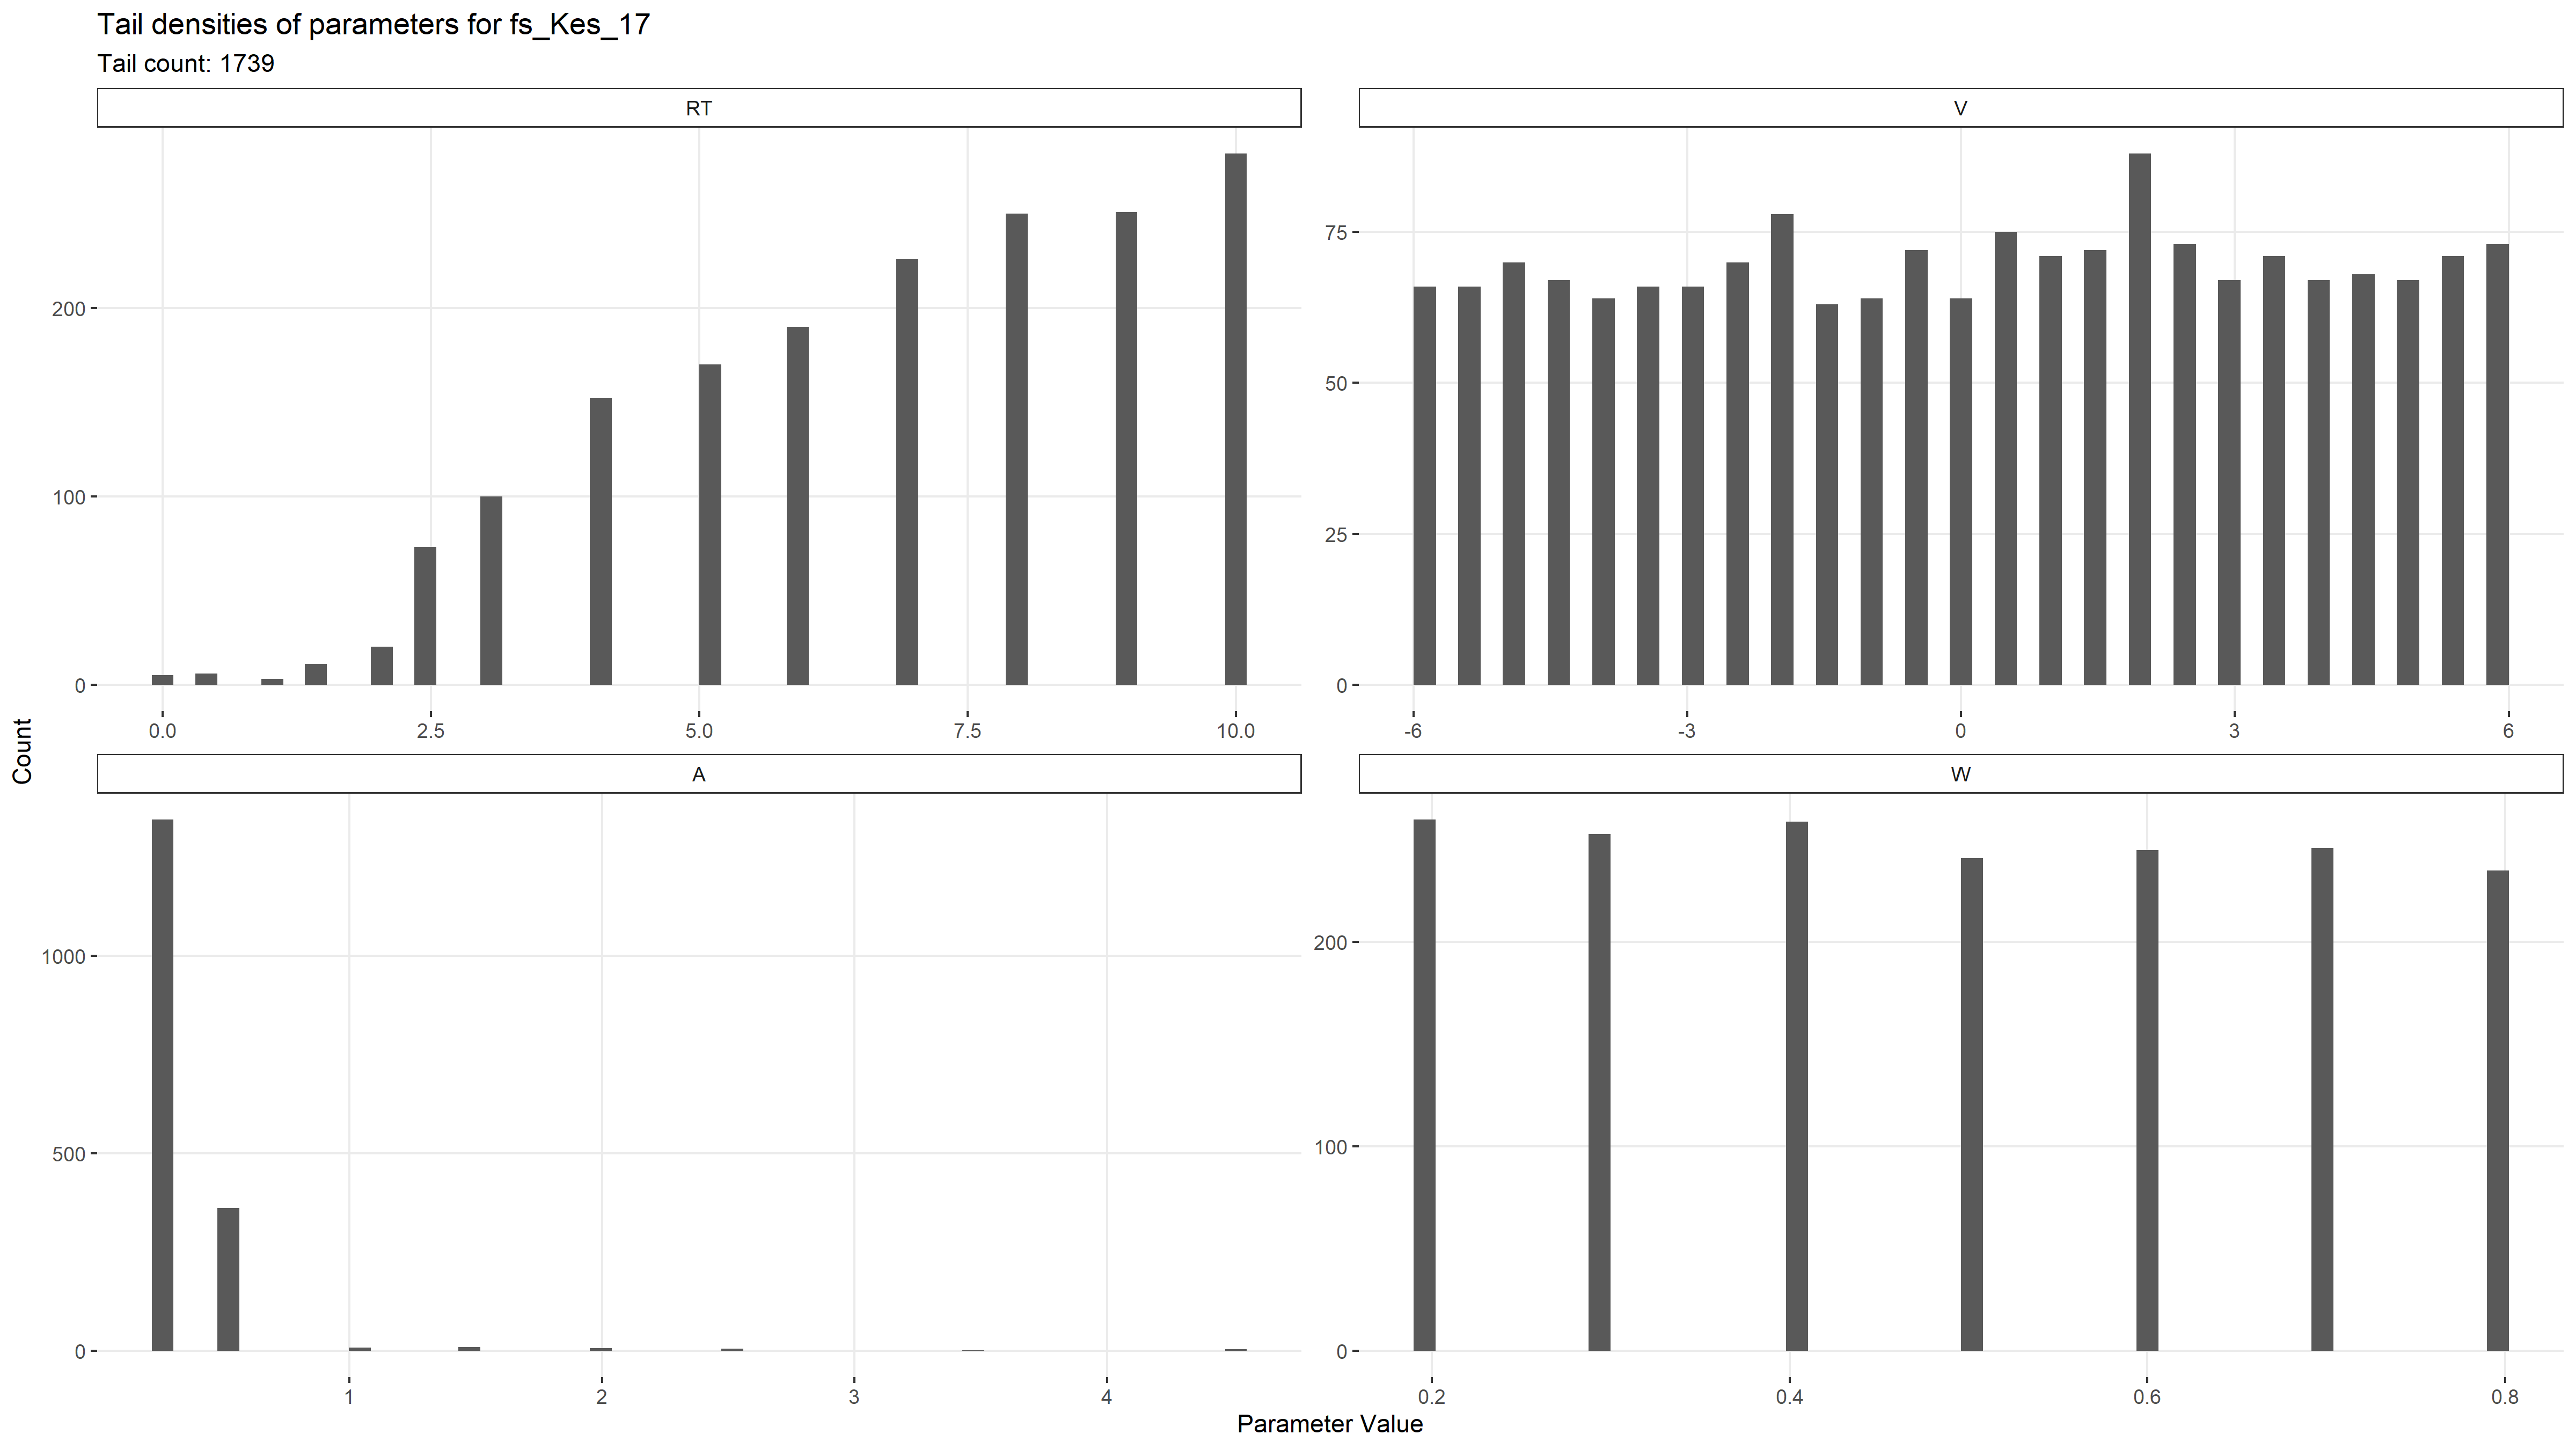 Tail densities of parameters for fs_Kes_17
Tail count: 1739
RT
V
200
100
0
0.0 2.5 5.0 7.5 10.0
75
50
25
0
-6 -3 0 3 6
Count
A
W
1000
500
0
1 2 3 4
200
100
0
0.2 0.4 0.6 0.8
Parameter Value